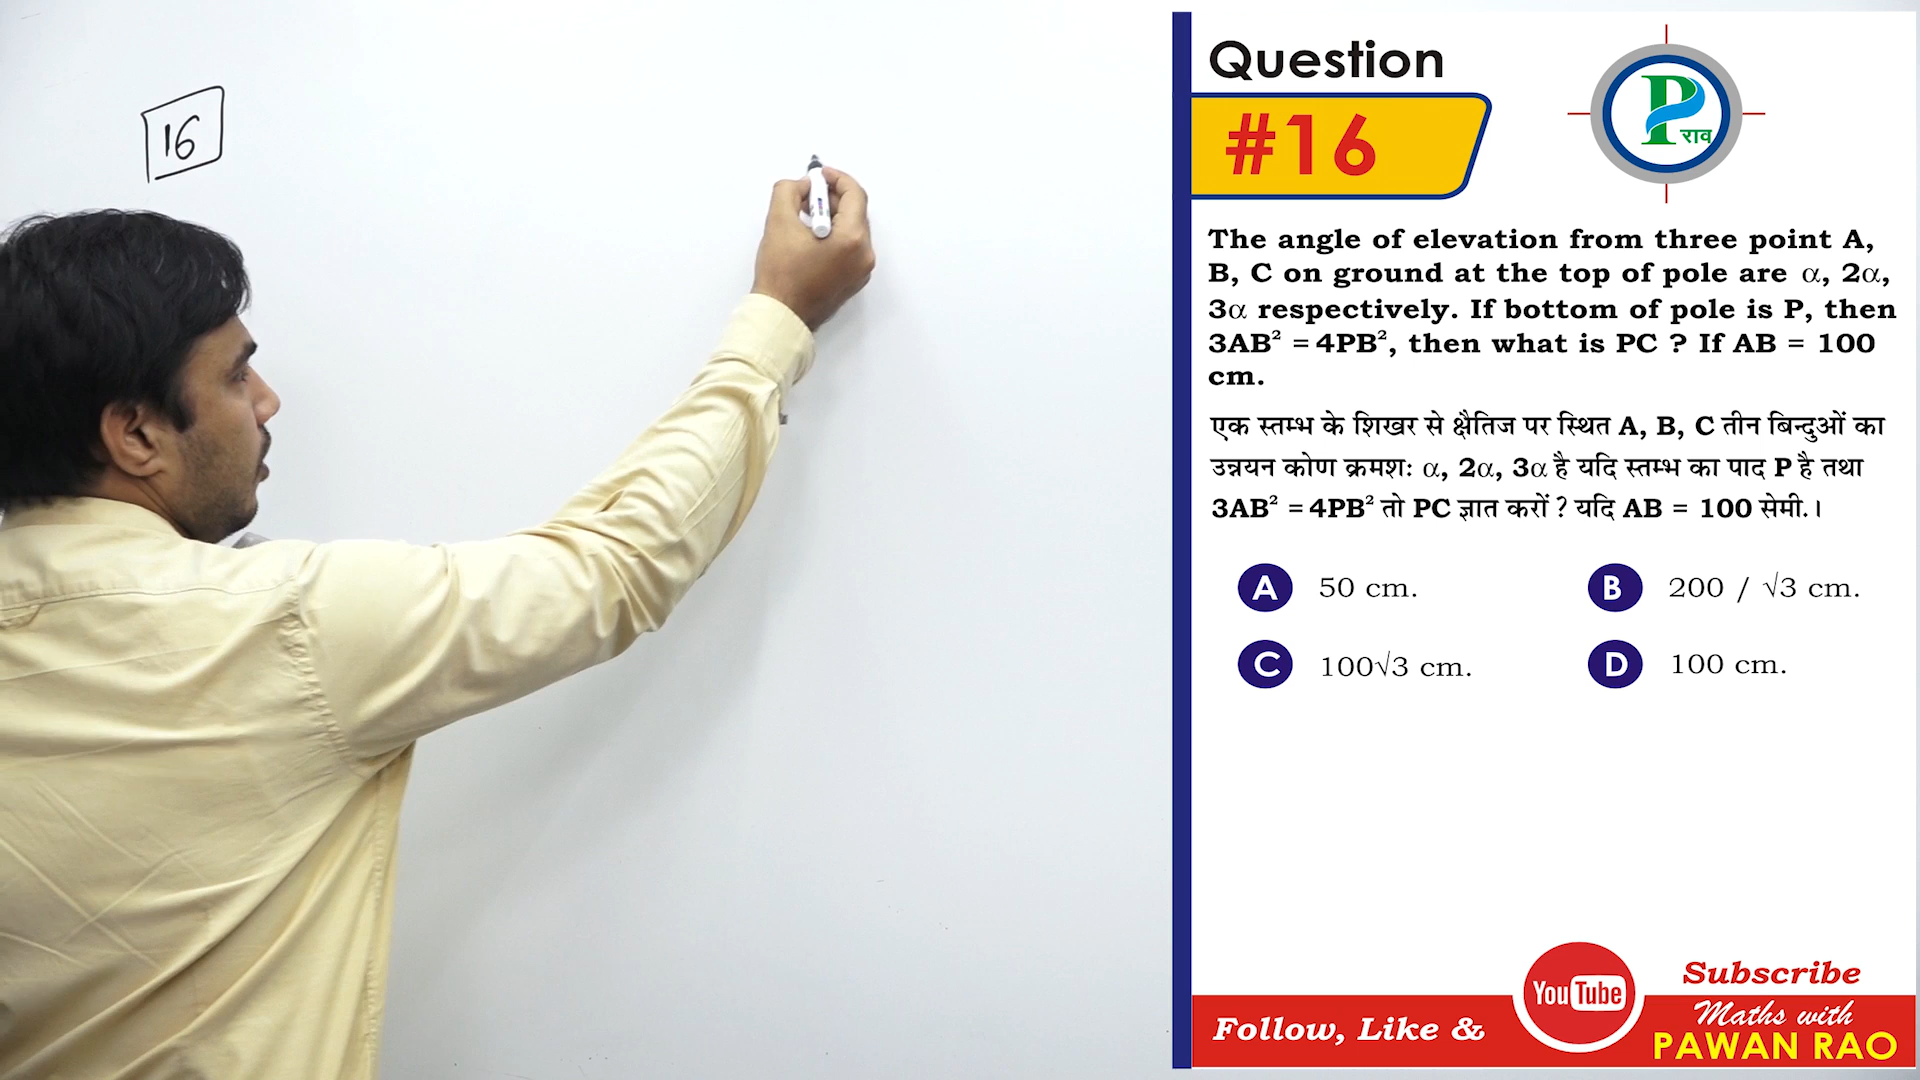 16
Question
#16
P
राव
The angle of elevation from three point A,
B, C on ground at the top of pole are α, 2α,
3α respectively. If bottom of pole is P, then
3AB² = 4PB², then what is PC ? If AB = 100
cm.
एक स्तम्भ के शिखर से क्षैतिज पर स्थित A, B, C तीन बिन्दुओं का
उन्नयन कोण क्रमशः α, 2α, 3α है यदि स्तम्भ का पाद P है तथा
3AB² = 4PB² तो PC ज्ञात करों ? यदि AB = 100 सेमी.।
A 50 cm.
B 200 / √3 cm.
C 100√3 cm.
D 100 cm.
Follow, Like &
YouTube
Subscribe
Maths with
PAWAN RAO